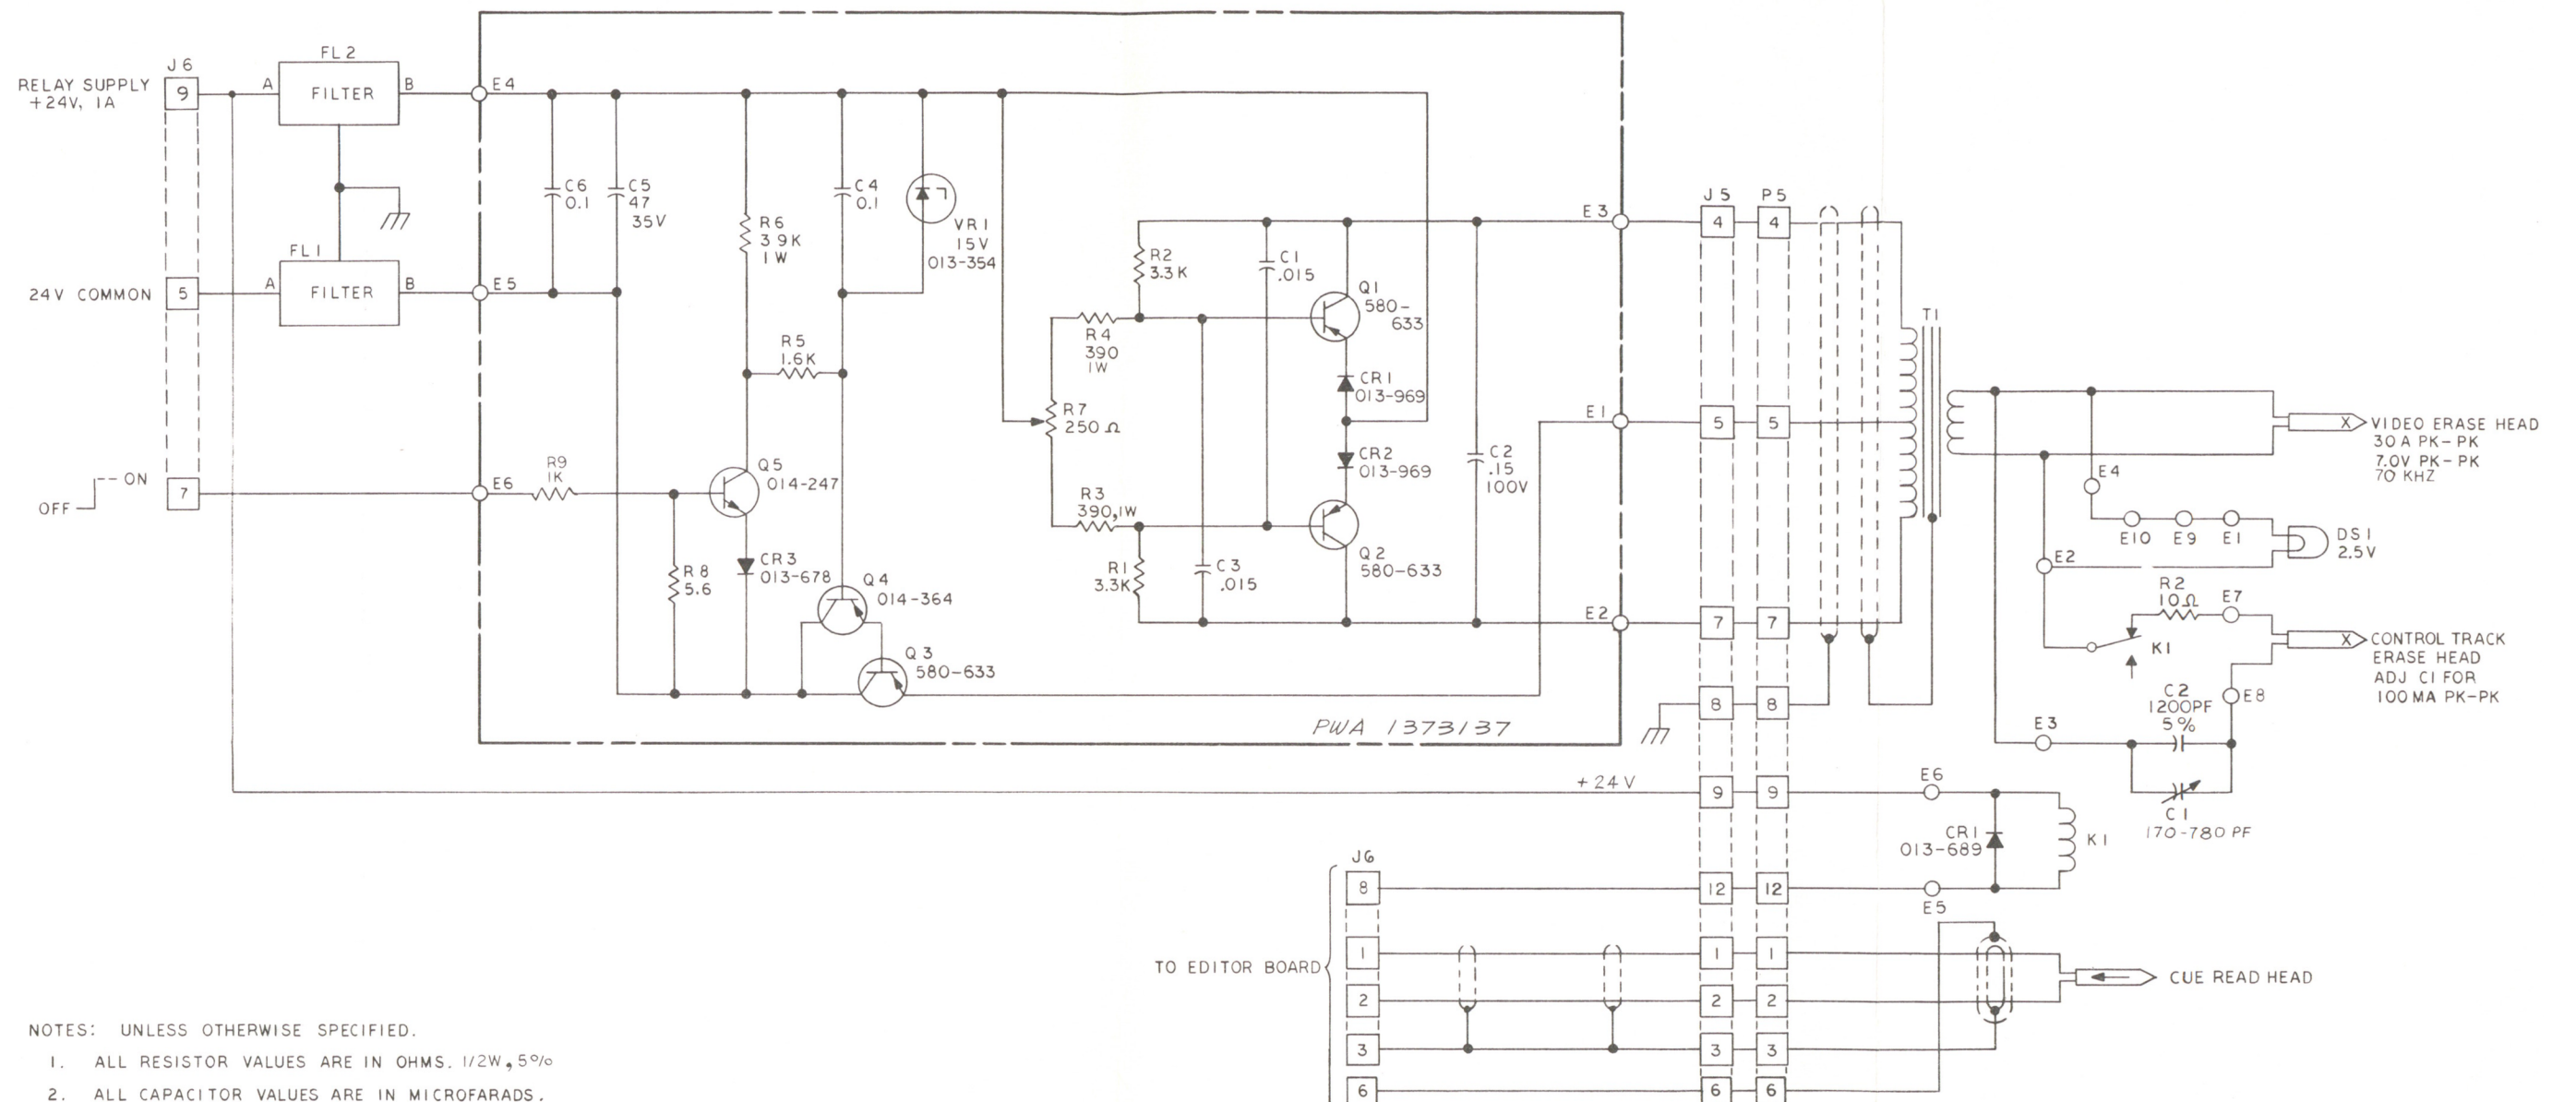 RELAY SUPPLY
+24V, 1A
J6
9
A
FL2
FILTER
B
E4
24V COMMON
5
A
FL1
FILTER
B
E5
OFF
ON
7
E6
R9
1K
C6
0.1
C5
47
35V
R6
3.9K
1W
C4
0.1
VR1
15V
013-354
R5
1.6K
Q5
014-247
R8
5.6
CR3
013-678
Q4
014-364
Q3
580-633
R7
250 Ω
R2
3.3K
R4
390
1W
R3
390,1W
R1
3.3K
C1
.015
C3
.015
Q1
580-
633
CR1
013-969
CR2
013-969
Q2
580-633
C2
.15
100V
E3
E1
E2
PWA 1373137
J5
P5
4
4
5
5
7
7
8
8
+24V
9
9
12
12
1
1
2
2
3
3
6
6
T1
X
VIDEO ERASE HEAD
30A PK-PK
7.0V PK-PK
70 KHZ
E4
E10
E9
E1
DS1
2.5V
E2
R2
10Ω
E7
K1
X
CONTROL TRACK
ERASE HEAD
ADJ C1 FOR
100MA PK-PK
C2
1200PF
5%
E8
E3
C1
170-780 PF
E6
CR1
013-689
K1
E5
J6
8
TO EDITOR BOARD
1
2
3
6
CUE READ HEAD
NOTES: UNLESS OTHERWISE SPECIFIED.
1. ALL RESISTOR VALUES ARE IN OHMS. 1/2W, 5%
2. ALL CAPACITOR VALUES ARE IN MICROFARADS.